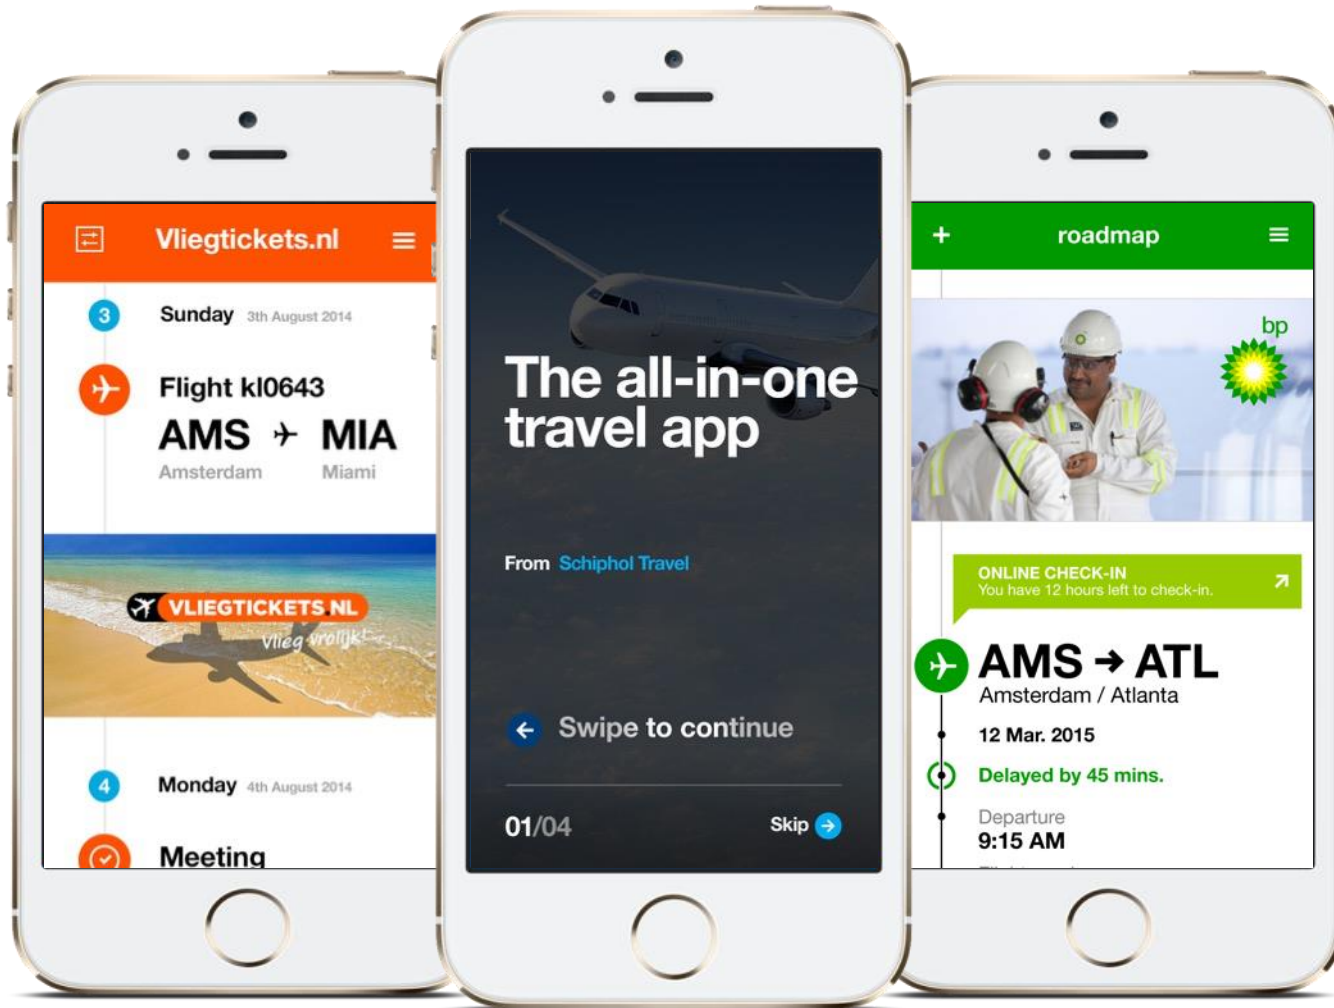 Vliegtickets.nl
3
Sunday 3th August 2014
Flight kl0643
AMS MIA
Amsterdam Miami
VLIEGTICKETS.NL
Vlieg vrolijk!
4
Monday 4th August 2014
Meeting
The all-in-one
travel app
From Schiphol Travel
Swipe to continue
01/04
Skip
+ roadmap
bp
ONLINE CHECK-IN
You have 12 hours left to check-in.
AMS → ATL
Amsterdam / Atlanta
12 Mar. 2015
Delayed by 45 mins.
Departure
9:15 AM